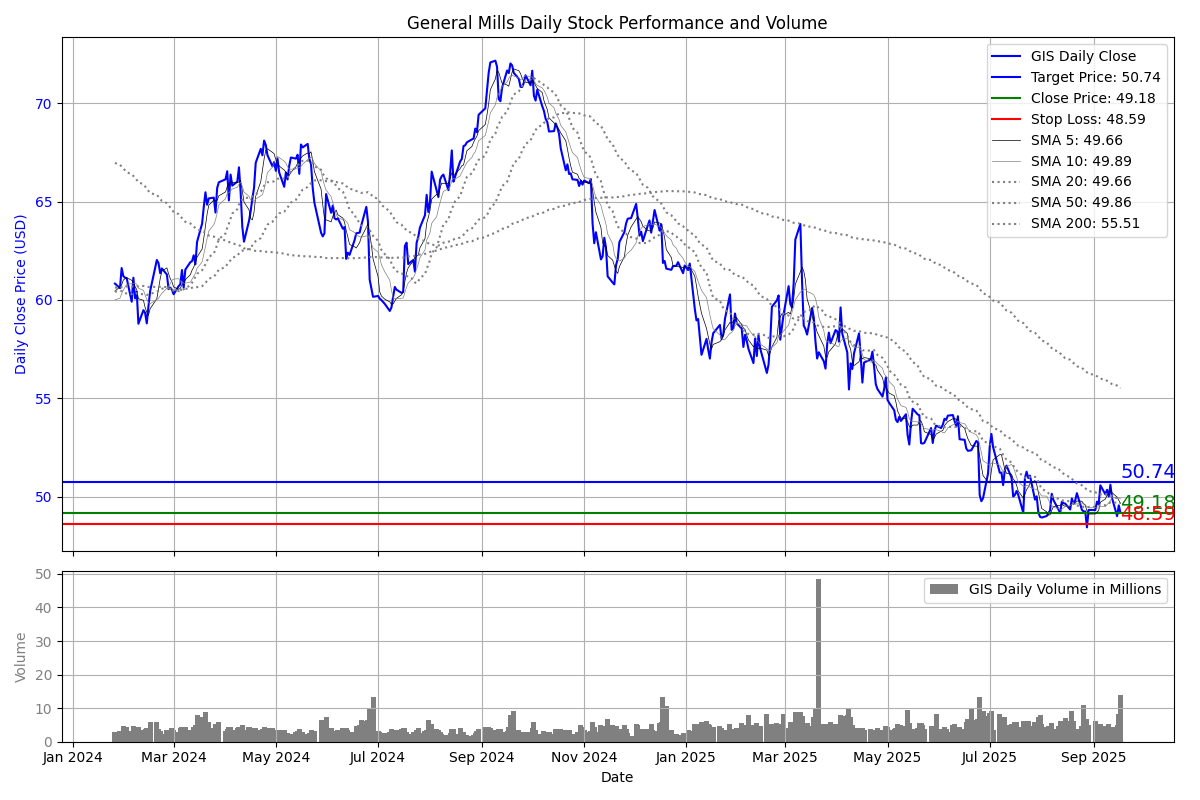 General Mills Daily Stock Performance and Volume
Daily Close Price (USD)
70
65
60
55
50
GIS Daily Close
Target Price: 50.74
Close Price: 49.18
Stop Loss: 48.59
SMA 5: 49.66
SMA 10: 49.89
SMA 20: 49.66
SMA 50: 49.86
SMA 200: 55.51
50.74
49.18
48.59
Volume
50
40
30
20
10
0
GIS Daily Volume in Millions
Jan 2024
Mar 2024
May 2024
Jul 2024
Sep 2024
Nov 2024
Jan 2025
Mar 2025
May 2025
Jul 2025
Sep 2025
Date